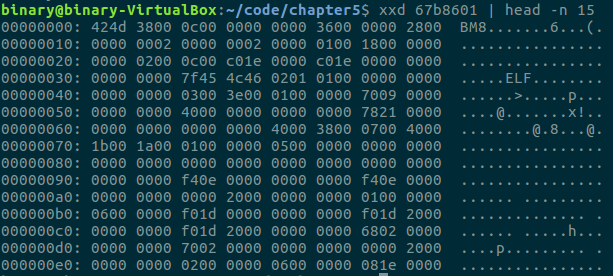 binary@binary-VirtualBox:~/code/chapter5$ xxd 67b8601 | head -n 15
00000000: 424d 3800 0c00 0000 0000 3600 0000 2800  BM8.......6...(.
00000010: 0000 0002 0000 0002 0000 0100 1800 0000  ................
00000020: 0000 0200 0c00 c01e 0000 c01e 0000 0000  ................
00000030: 0000 0000 7f45 4c46 0201 0100 0000 0000  .....ELF........
00000040: 0000 0000 0300 3e00 0100 0000 7009 0000  ......>.....p...
00000050: 0000 0000 4000 0000 0000 0000 7821 0000  ....@.......x!..
00000060: 0000 0000 0000 0000 4000 3800 0700 4000  ........@.8...@.
00000070: 1b00 1a00 0100 0000 0500 0000 0000 0000  ................
00000080: 0000 0000 0000 0000 0000 0000 0000 0000  ................
00000090: 0000 0000 f40e 0000 0000 0000 f40e 0000  ................
000000a0: 0000 0000 0000 2000 0000 0000 0100 0000  ...... .........
000000b0: 0600 0000 f01d 0000 0000 0000 f01d 2000  .............. .
000000c0: 0000 0000 f01d 2000 0000 0000 6802 0000  ...... .....h...
000000d0: 0000 0000 7002 0000 0000 0000 0000 2000  ....p......... .
000000e0: 0000 0000 0200 0000 0600 0000 081e 0000  ................